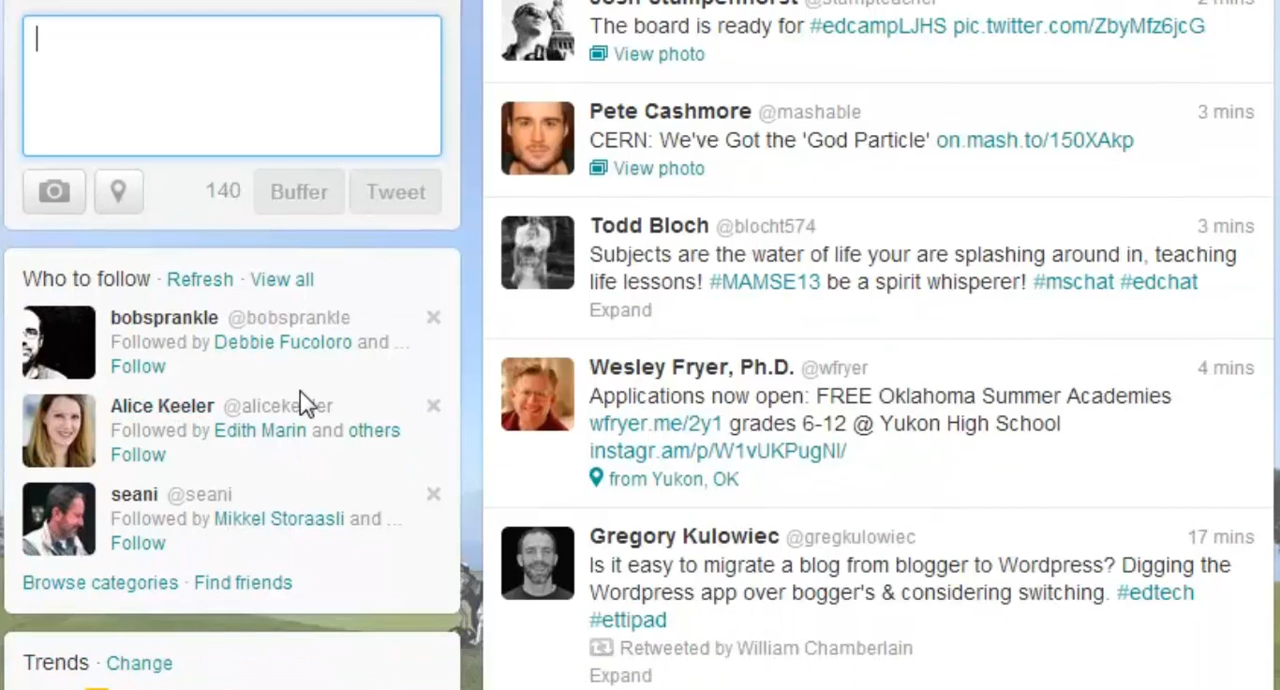 140
Buffer
Tweet
Who to follow · Refresh · View all
bobsprankle @bobsprankle
Followed by Debbie Fucoloro and ...
Follow
Alice Keeler
Followed by Edith Marin and others
Follow
seani @seani
Followed by Mikkel Storaasli and ...
Follow
Browse categories · Find friends
Trends · Change
@stampteacher
2 mins
The board is ready for #edcampLJHS pic.twitter.com/ZbyMfz6jcG
View photo
Pete Cashmore @mashable
3 mins
CERN: We've Got the 'God Particle' on.mash.to/150XAkp
View photo
Todd Bloch @blocht574
3 mins
Subjects are the water of life your are splashing around in, teaching
life lessons! #MAMSE13 be a spirit whisperer! #mschat #edchat
Expand
Wesley Fryer, Ph.D. @wfryer
4 mins
Applications now open: FREE Oklahoma Summer Academies
wfryer.me/2y1 grades 6-12 @ Yukon High School
instagr.am/p/W1vUKPugNI/
from Yukon, OK
Gregory Kulowiec @gregkulowiec
17 mins
Is it easy to migrate a blog from blogger to Wordpress? Digging the
Wordpress app over bogger's & considering switching. #edtech
#ettipad
Retweeted by William Chamberlain
Expand